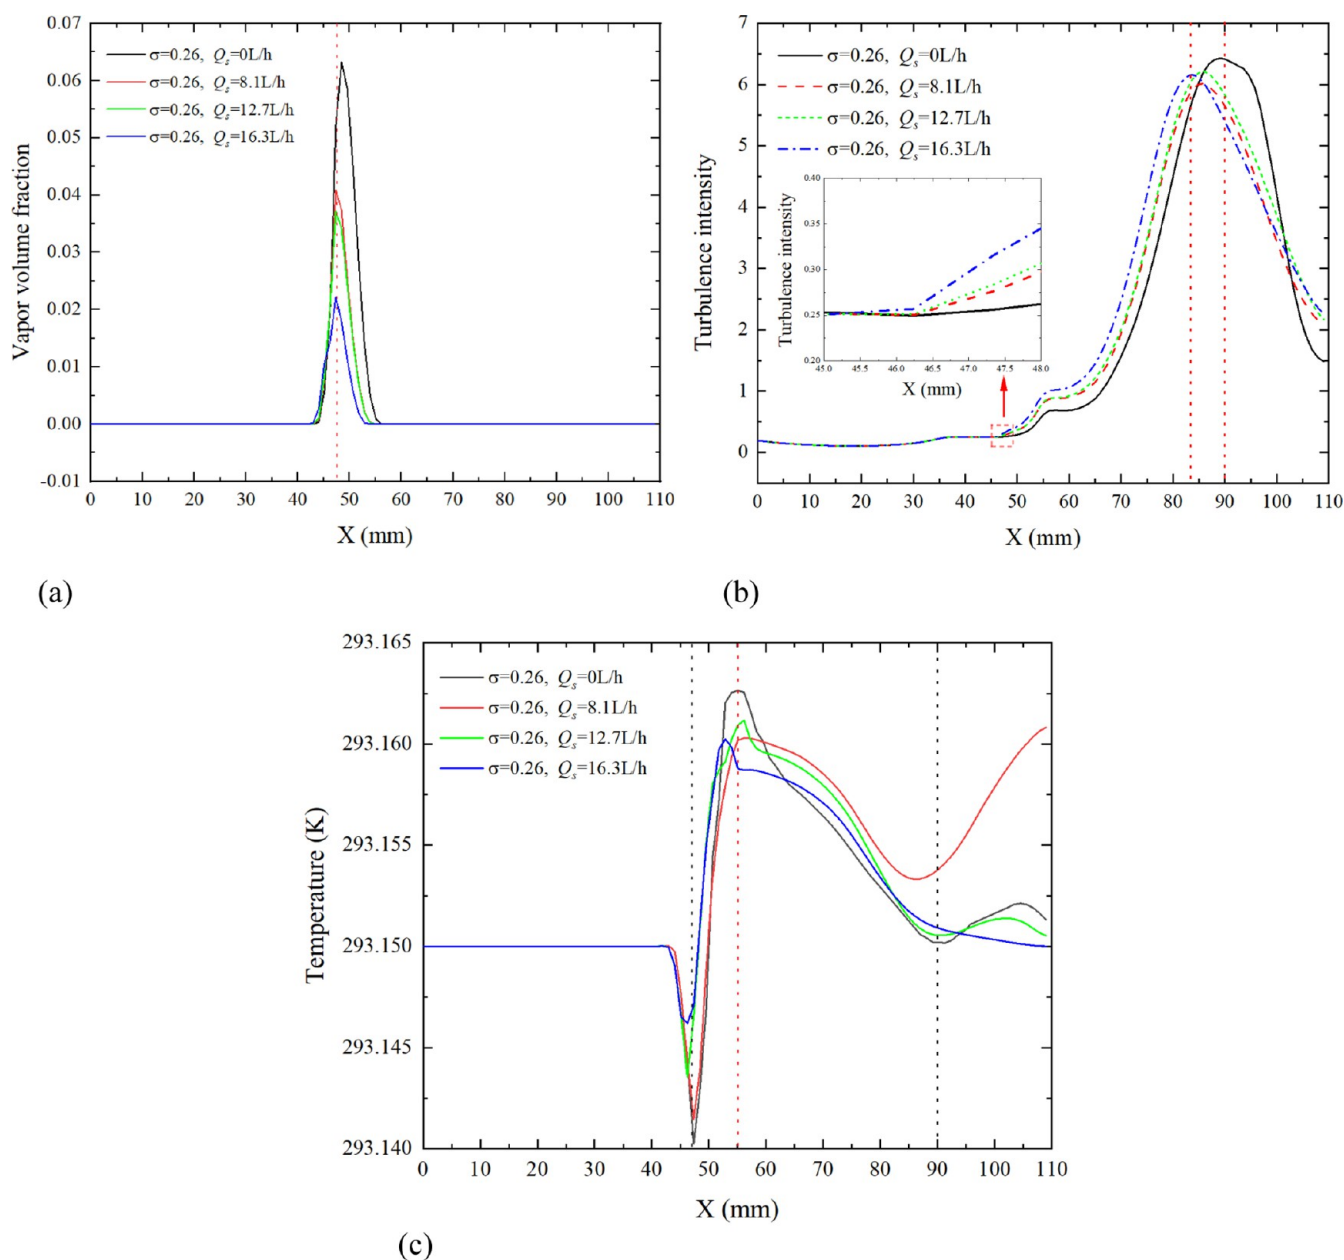 0.07
0.06
0.05
0.04
0.03
0.02
0.01
0.00
-0.01
Vapor volume fraction
σ=0.26, Qs=0L/h
σ=0.26, Qs=8.1L/h
σ=0.26, Qs=12.7L/h
σ=0.26, Qs=16.3L/h
0 10 20 30 40 50 60 70 80 90 100 110
X (mm)
(a)
7
6
5
4
3
2
1
0
Turbulence intensity
σ=0.26, Qs=0L/h
σ=0.26, Qs=8.1L/h
σ=0.26, Qs=12.7L/h
σ=0.26, Qs=16.3L/h
0.40
0.35
0.30
0.25
0.20
Turbulence intensity
45.0 45.5 46.0 46.5 47.0 47.5 48.0
X (mm)
0 10 20 30 40 50 60 70 80 90 100 110
X (mm)
(b)
293.165
293.160
293.155
293.150
293.145
293.140
Temperature (K)
σ=0.26, Qs=0L/h
σ=0.26, Qs=8.1L/h
σ=0.26, Qs=12.7L/h
σ=0.26, Qs=16.3L/h
0 10 20 30 40 50 60 70 80 90 100 110
X (mm)
(c)